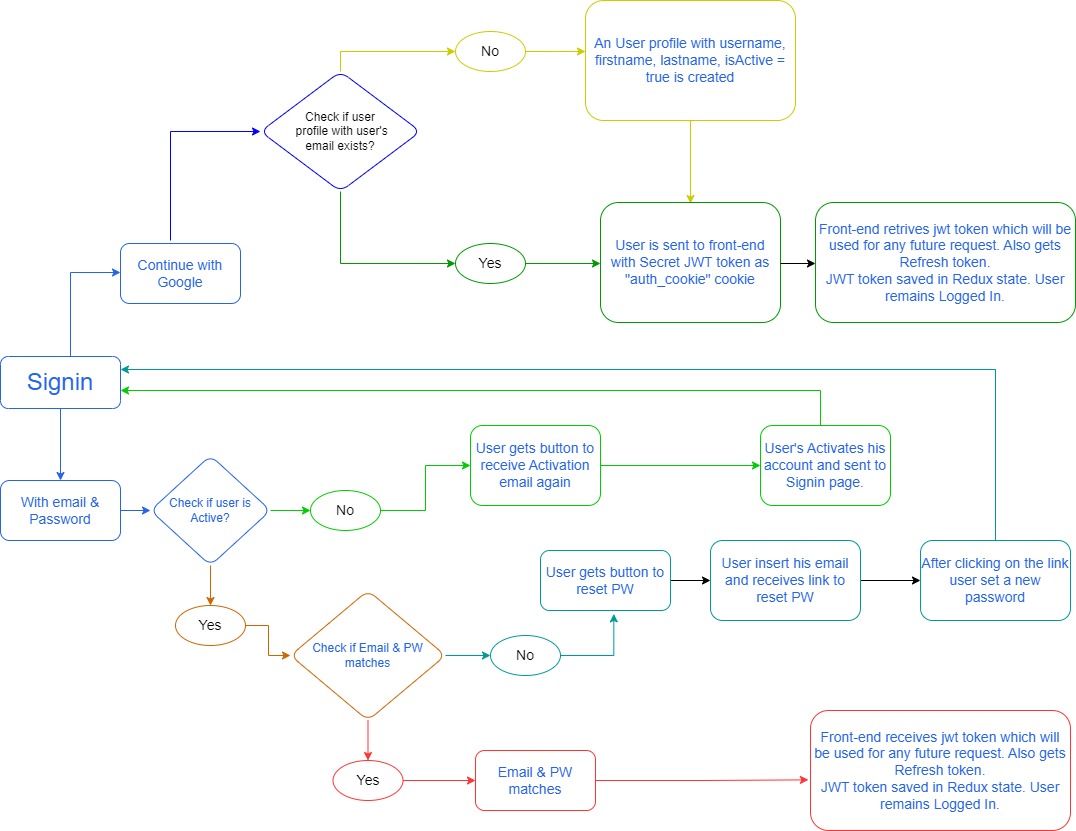 No
An User profile with username,
firstname, lastname, isActive =
true is created
Check if user
profile with user's
email exists?
Continue with
Google
Yes
User is sent to front-end
with Secret JWT token as
"auth_cookie" cookie
Front-end retrives jwt token which will be
used for any future request. Also gets
Refresh token.
JWT token saved in Redux state. User
remains Logged In.
Signin
With email &
Password
Check if user is
Active?
No
User gets button to
receive Activation
email again
User's Activates his
account and sent to
Signin page.
Yes
Check if Email & PW
matches
No
User gets button to
reset PW
User insert his email
and receives link to
reset PW
After clicking on the link
user set a new
password
Yes
Email & PW
matches
Front-end receives jwt token which will
be used for any future request. Also gets
Refresh token.
JWT token saved in Redux state. User
remains Logged In.